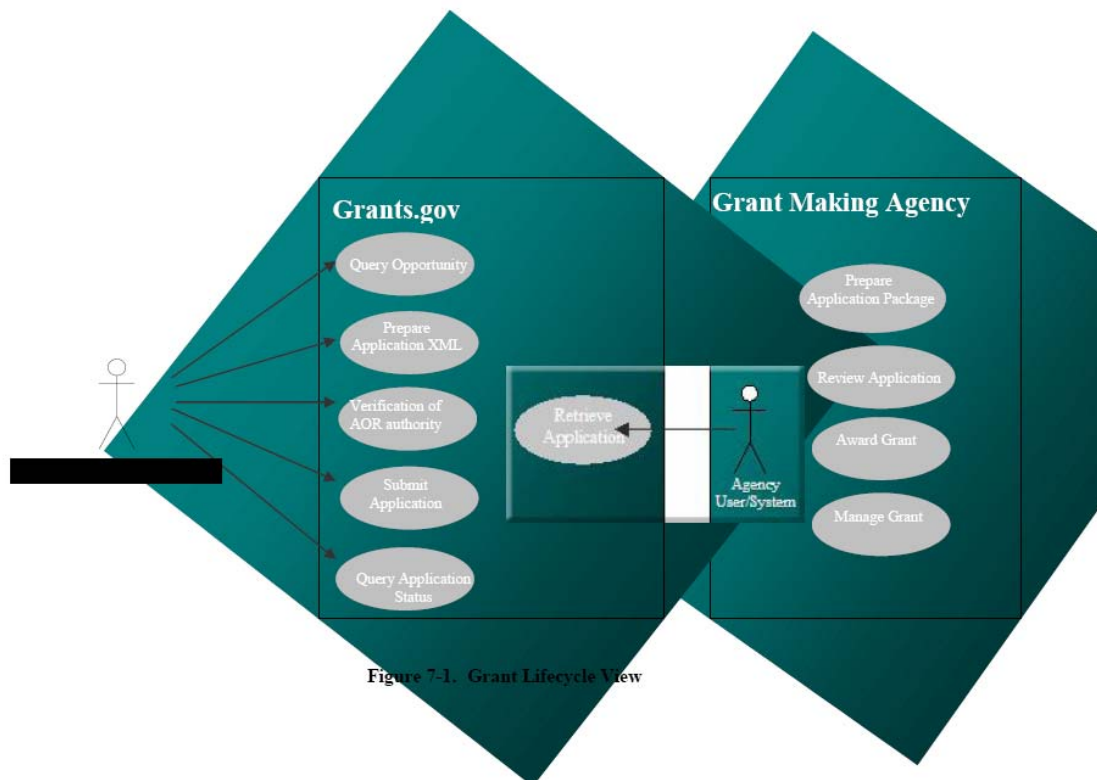 Grants.gov
Query Opportunity
Prepare
Application XML
Verification of
AOR authority
Submit
Application
Query Application
Status
Retrieve
Application
Agency
User/System
Grant Making Agency
Prepare
Application Package
Review Application
Award Grant
Manage Grant
Figure 7-1. Grant Lifecycle View